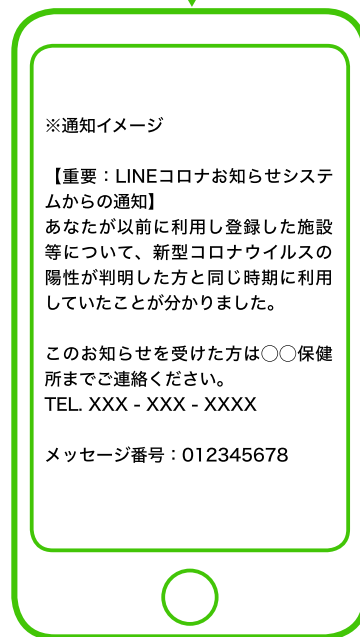 ※通知イメージ
【重要：LINEコロナお知らせシステ
ムからの通知】
あなたが以前に利用し登録した施設
等について、新型コロナウイルスの
陽性が判明した方と同じ時期に利用
していたことが分かりました。
このお知らせを受けた方は◯◯保健
所までご連絡ください。
TEL. XXX - XXX - XXXX
メッセージ番号：012345678